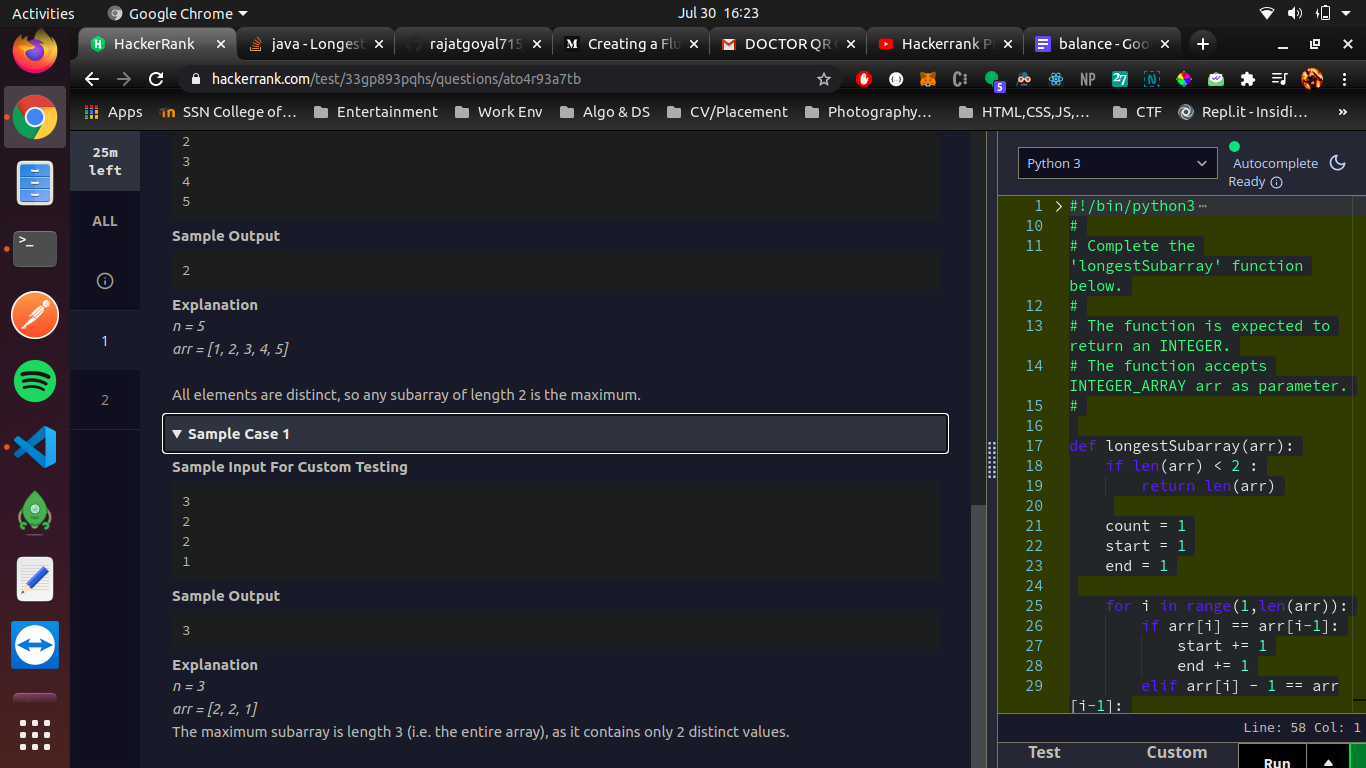 Activities
Google Chrome
Jul 30 16:23
HackerRank
java - Longest
rajatgoyal715
Creating a Flu
DOCTOR QR
Hackerrank P
balance - Goo
hackerrank.com/test/33gp893pqhs/questions/ato4r93a7tb
5
NP
27
Apps
SSN College of…
Entertainment
Work Env
Algo & DS
CV/Placement
Photography…
HTML,CSS,JS,…
CTF
Repl.it - Insidi…
»
25m
left
ALL
1
2
2
3
4
5
Sample Output
2
Explanation
n = 5
arr = [1, 2, 3, 4, 5]
All elements are distinct, so any subarray of length 2 is the maximum.
Sample Case 1
Sample Input For Custom Testing
3
2
2
1
Sample Output
3
Explanation
n = 3
arr = [2, 2, 1]
The maximum subarray is length 3 (i.e. the entire array), as it contains only 2 distinct values.
Python 3
Autocomplete
Ready
1 #!/bin/python3
10 #
11 # Complete the
'longestSubarray' function
below.
12 #
13 # The function is expected to
return an INTEGER.
14 # The function accepts
INTEGER_ARRAY arr as parameter.
15 #
16
17 def longestSubarray(arr):
18 if len(arr) < 2 :
19 return len(arr)
20
21 count = 1
22 start = 1
23 end = 1
24
25 for i in range(1,len(arr)):
26 if arr[i] == arr[i-1]:
27 start += 1
28 end += 1
29 elif arr[i] - 1 == arr
[i-1]:
Line: 58 Col: 1
Test
Custom
Run